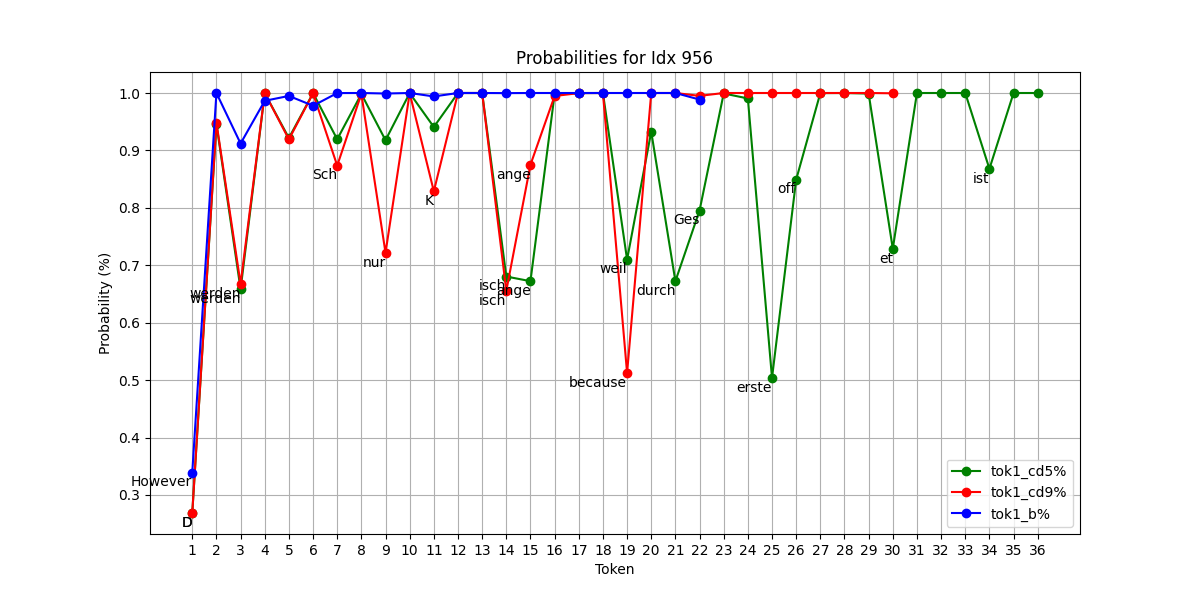 Probabilities for Idx 956
Probability (%)
1.0
0.9
0.8
0.7
0.6
0.5
0.4
0.3
However
D
werden
werden
Sch
nur
K
isch
isch
ange
ange
weil
because
durch
Ges
erste
off
et
ist
tok1_cd5%
tok1_cd9%
tok1_b%
1 2 3 4 5 6 7 8 9 10 11 12 13 14 15 16 17 18 19 20 21 22 23 24 25 26 27 28 29 30 31 32 33 34 35 36
Token